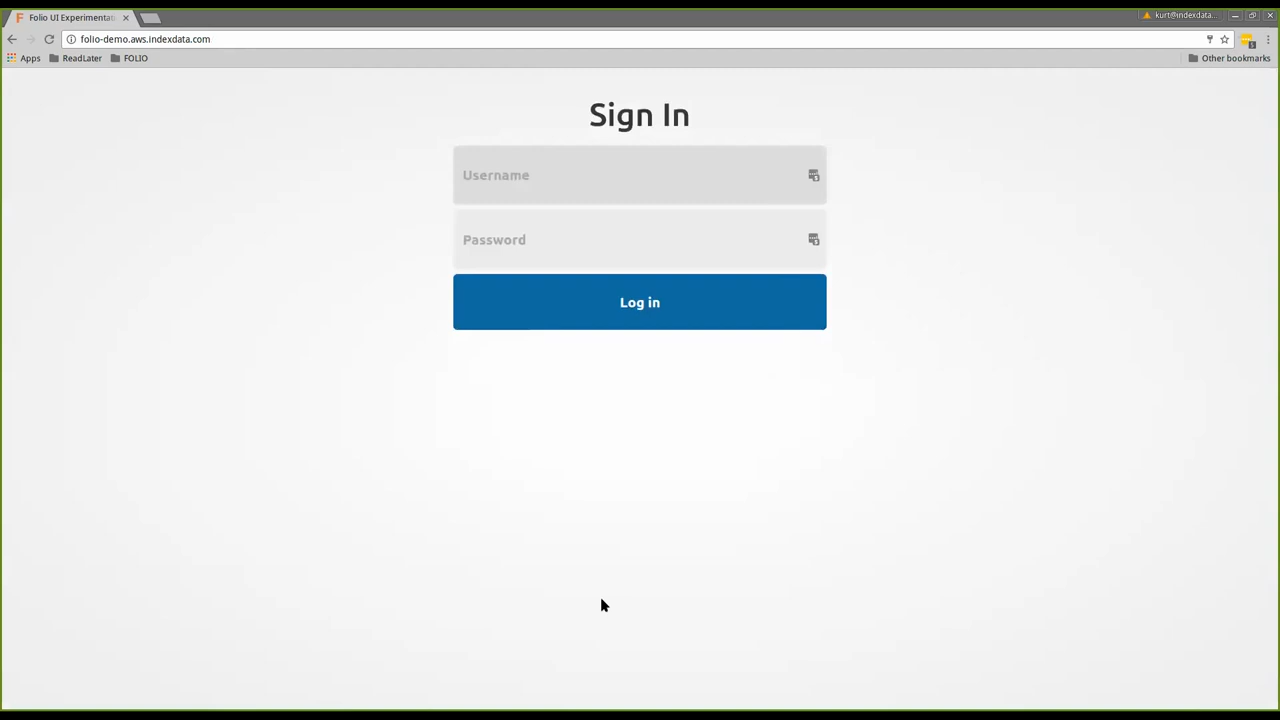 Folio UI Experimentati
kurt@indexdata...
folio-demo.aws.indexdata.com
Apps
ReadLater
FOLIO
Other bookmarks
Sign In
Username
Password
Log in